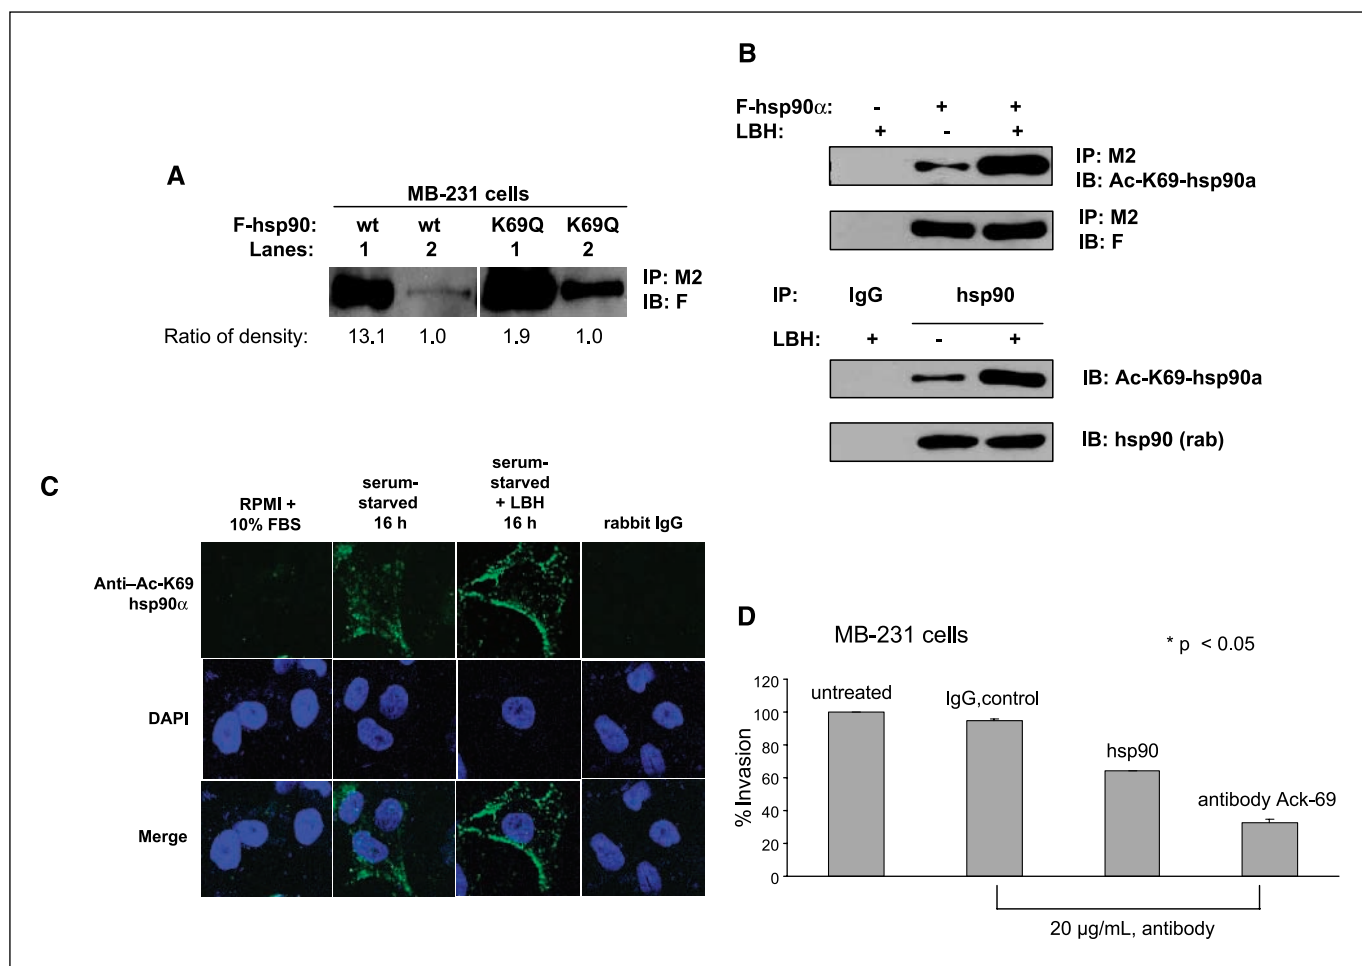 A
MB-231 cells
F-hsp90: wt wt K69Q K69Q
Lanes: 1 2 1 2
IP: M2
IB: F
Ratio of density: 13.1 1.0 1.9 1.0
B
F-hsp90α: - + +
LBH: + - +
IP: M2
IB: Ac-K69-hsp90a
IP: M2
IB: F
IP: IgG hsp90
LBH: + - +
IB: Ac-K69-hsp90a
IB: hsp90 (rab)
C
RPMI +
10% FBS
serum-
starved
16 h
serum-
starved
+ LBH
16 h
rabbit IgG
Anti–Ac-K69
hsp90α
DAPI
Merge
D
MB-231 cells
* p < 0.05
% Invasion
120
100
80
60
40
20
0
untreated
IgG,control
hsp90
antibody Ack-69
20 µg/mL, antibody